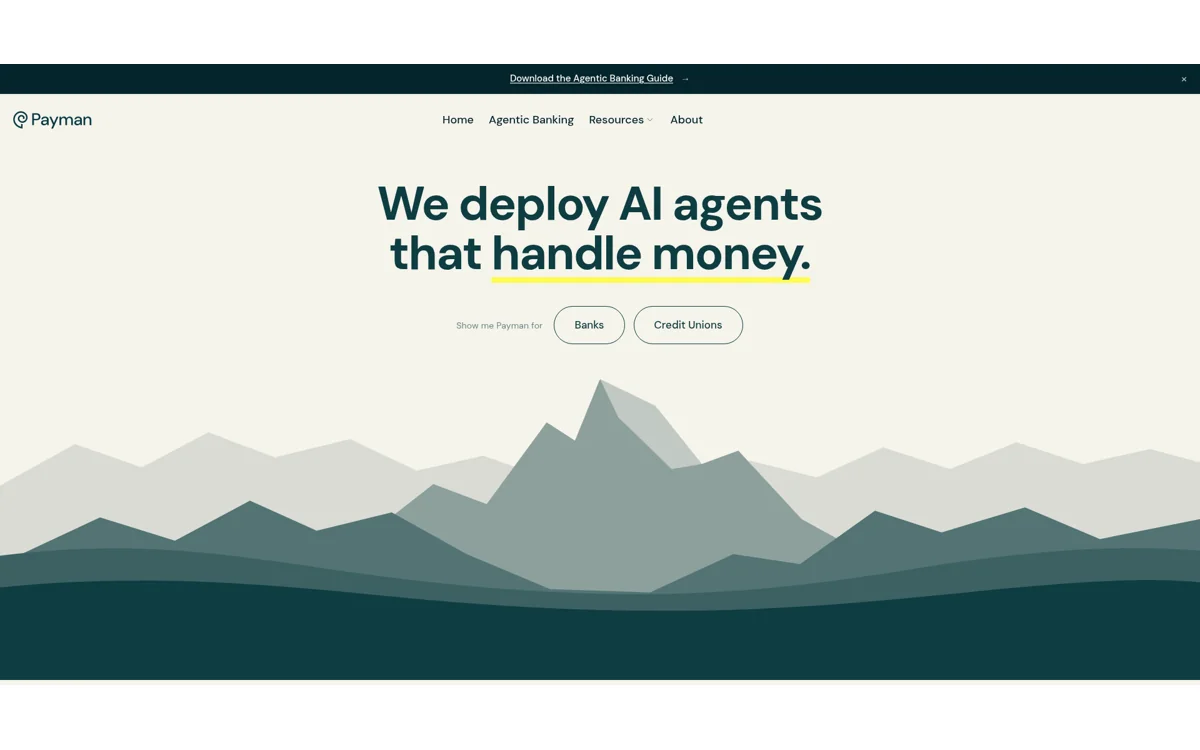 Download the Agentic Banking Guide →
×
Payman
Home Agentic Banking Resources About
We deploy AI agents
that handle money.
Show me Payman for Banks Credit Unions